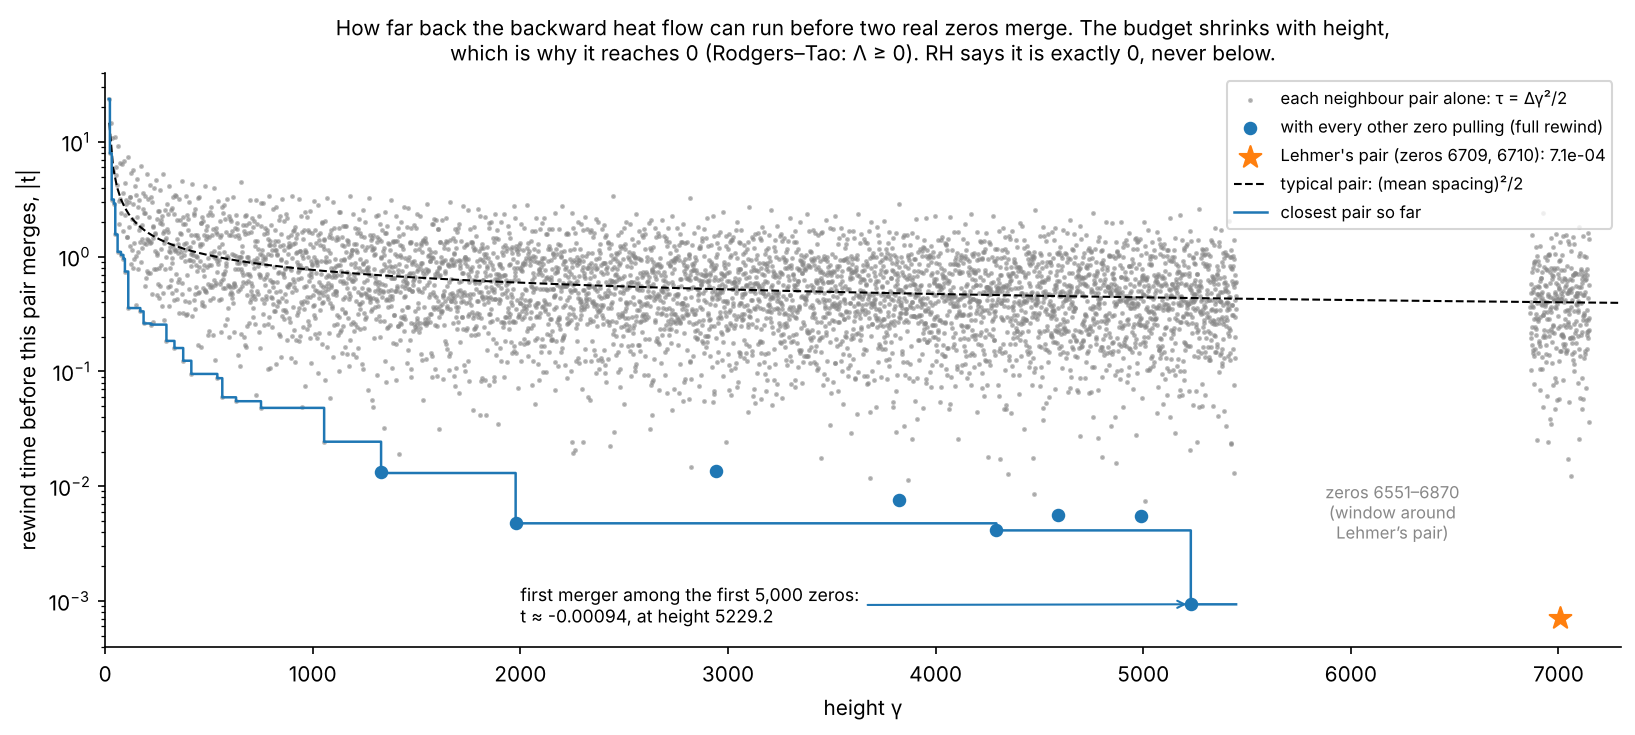 How far back the backward heat flow can run before two real zeros merge. The budget shrinks with height,
which is why it reaches 0 (Rodgers–Tao: Λ ≥ 0). RH says it is exactly 0, never below.
each neighbour pair alone: τ = Δγ²/2
with every other zero pulling (full rewind)
Lehmer's pair (zeros 6709, 6710): 7.1e-04
typical pair: (mean spacing)²/2
closest pair so far
rewind time before this pair merges, |t|
10¹
10⁰
10⁻¹
10⁻²
10⁻³
zeros 6551–6870
(window around
Lehmer’s pair)
first merger among the first 5,000 zeros:
t ≈ -0.00094, at height 5229.2
0 1000 2000 3000 4000 5000 6000 7000
height γ